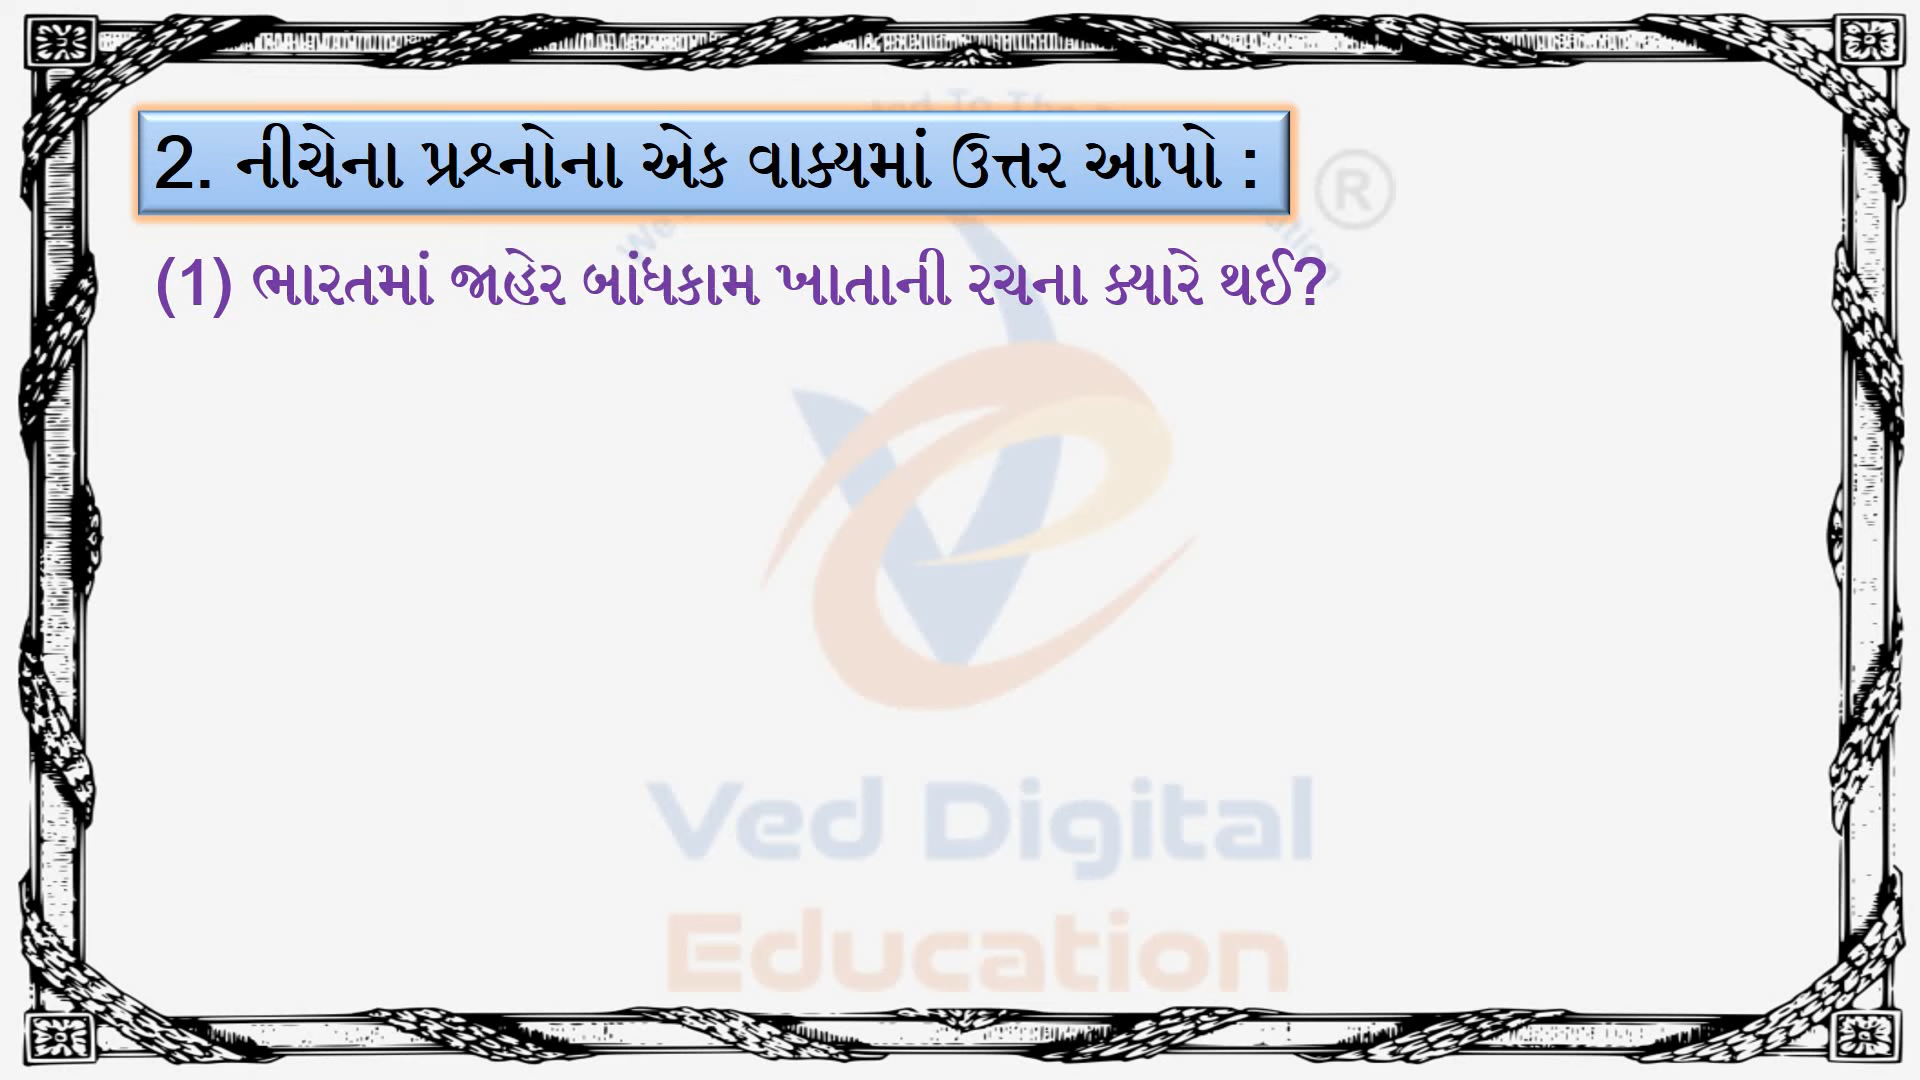 2. નીચેના પ્રશ્નોના એક વાક્યમાં ઉત્તર આપો :
®
(1) ભારતમાં જાહેર બાંધકામ ખાતાની રચના ક્યારે થઈ?
Ved Digital
Education